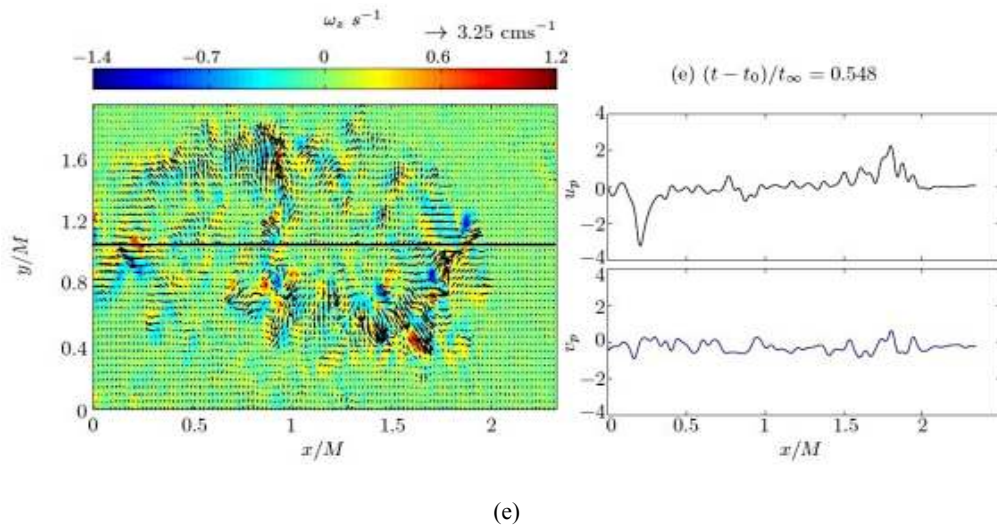 ω_z s⁻¹
→ 3.25 cms⁻¹
−1.4 −0.7 0 0.6 1.2
(e) (t − t₀)/t∞ = 0.548
1.6
1.2
0.8
0.4
0
y/M
0 0.5 1 1.5 2
x/M
4
2
0
−2
−4
u_p
4
2
0
−2
−4
v_p
0 0.5 1 1.5 2
x/M
(e)